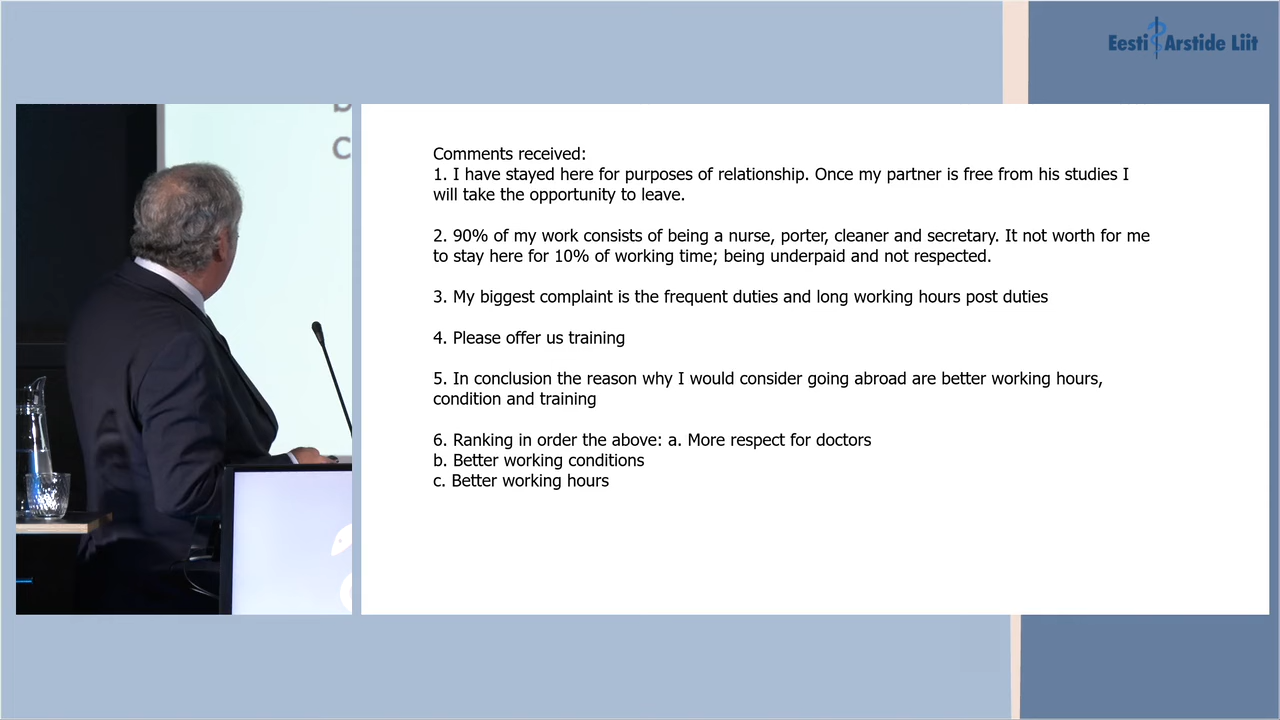 Eesti Arstide Liit
Comments received:
1. I have stayed here for purposes of relationship. Once my partner is free from his studies I
will take the opportunity to leave.
2. 90% of my work consists of being a nurse, porter, cleaner and secretary. It not worth for me
to stay here for 10% of working time; being underpaid and not respected.
3. My biggest complaint is the frequent duties and long working hours post duties
4. Please offer us training
5. In conclusion the reason why I would consider going abroad are better working hours,
condition and training
6. Ranking in order the above: a. More respect for doctors
b. Better working conditions
c. Better working hours
b
c